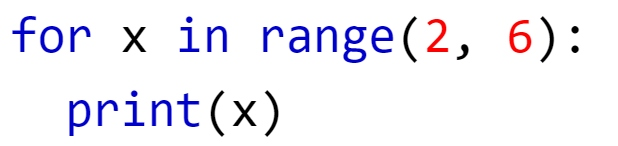 for x in range(2, 6):
  print(x)